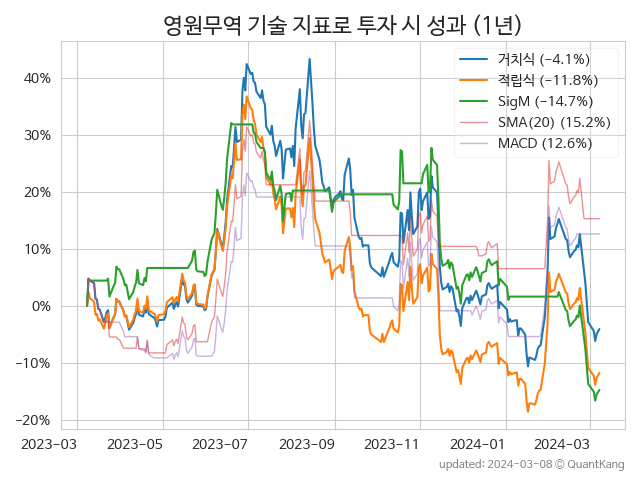 영원무역 기술 지표로 투자 시 성과 (1년)
거치식 (−4.1%)
적립식 (−11.8%)
SigM (−14.7%)
SMA(20) (15.2%)
MACD (12.6%)
40%
30%
20%
10%
0%
−10%
−20%
2023−03 2023−05 2023−07 2023−09 2023−11 2024−01 2024−03
updated: 2024−03−08 © QuantKang